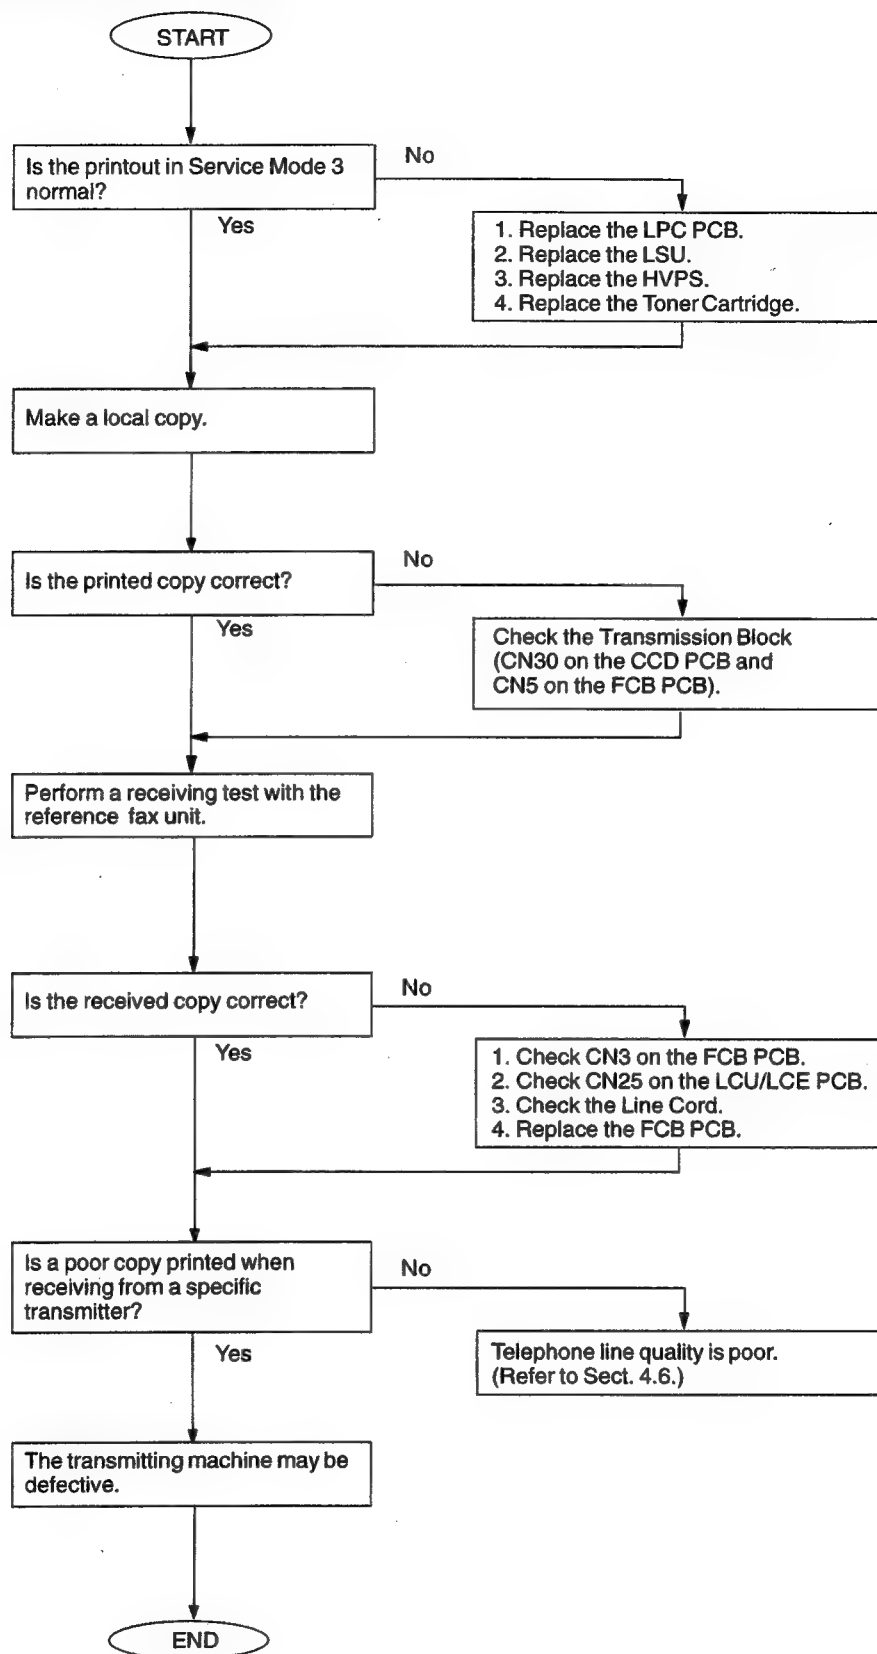 START
Is the printout in Service Mode 3
normal?
No
Yes
1. Replace the LPC PCB.
2. Replace the LSU.
3. Replace the HVPS.
4. Replace the Toner Cartridge.
Make a local copy.
Is the printed copy correct?
No
Yes
Check the Transmission Block
(CN30 on the CCD PCB and
CN5 on the FCB PCB).
Perform a receiving test with the
reference fax unit.
Is the received copy correct?
No
Yes
1. Check CN3 on the FCB PCB.
2. Check CN25 on the LCU/LCE PCB.
3. Check the Line Cord.
4. Replace the FCB PCB.
Is a poor copy printed when
receiving from a specific
transmitter?
No
Yes
Telephone line quality is poor.
(Refer to Sect. 4.6.)
The transmitting machine may be
defective.
END